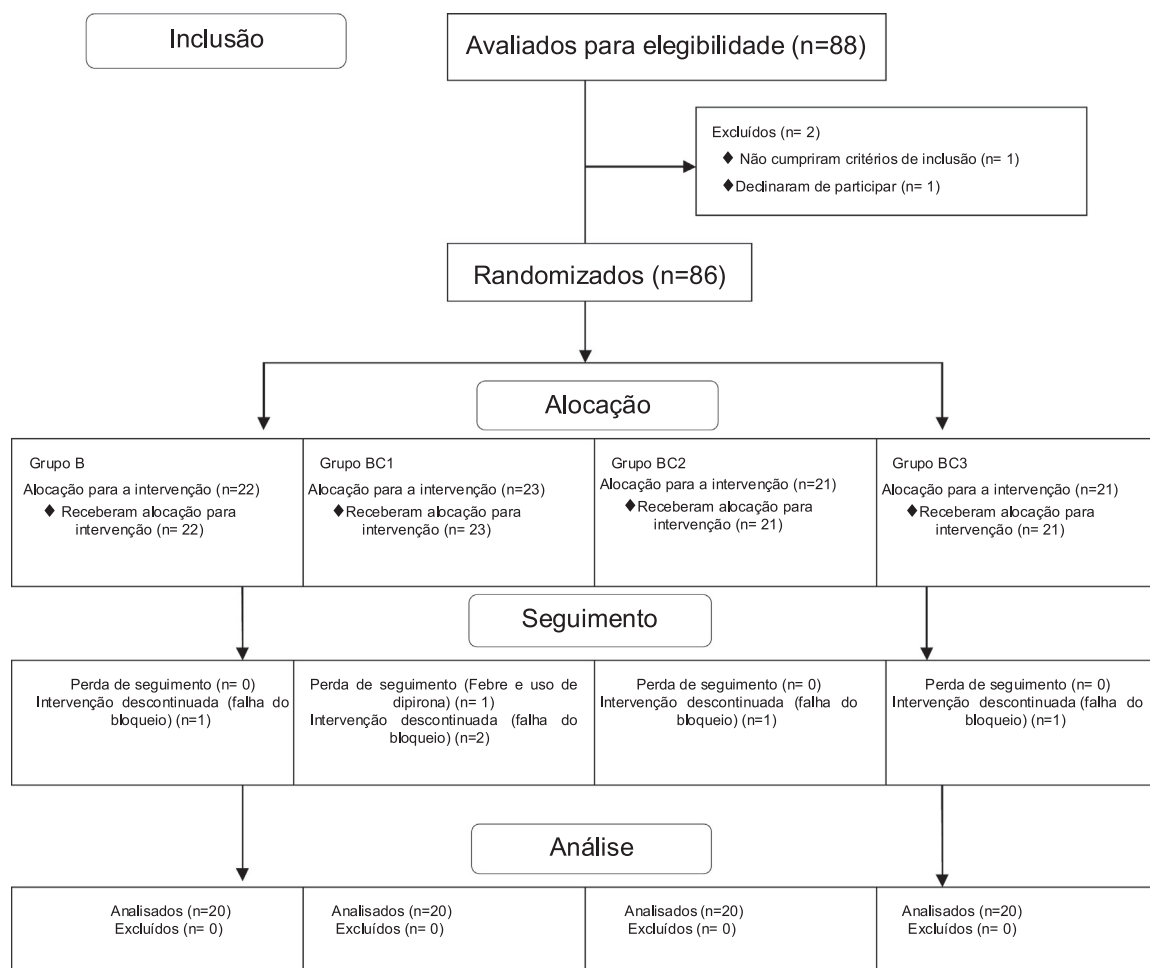 Inclusão
Avaliados para elegibilidade (n=88)
Excluídos (n= 2)
♦ Não cumpriram critérios de inclusão (n= 1)
♦ Declinaram de participar (n= 1)
Randomizados (n=86)
Alocação
Grupo B
Alocação para a intervenção (n=22)
♦ Receberam alocação para
intervenção (n= 22)
Grupo BC1
Alocação para a intervenção (n=23)
♦ Receberam alocação para
intervenção (n= 23)
Grupo BC2
Alocação para a intervenção (n=21)
♦ Receberam alocação para
intervenção (n= 21)
Grupo BC3
Alocação para a intervenção (n=21)
♦ Receberam alocação para
intervenção (n= 21)
Seguimento
Perda de seguimento (n= 0)
Intervenção descontinuada (falha do
bloqueio) (n=1)
Perda de seguimento (Febre e uso de
dipirona) (n= 1)
Intervenção descontinuada (falha do
bloqueio) (n=2)
Perda de seguimento (n= 0)
Intervenção descontinuada (falha do
bloqueio) (n=1)
Perda de seguimento (n= 0)
Intervenção descontinuada (falha do
bloqueio) (n=1)
Análise
Analisados (n=20)
Excluídos (n= 0)
Analisados (n=20)
Excluídos (n= 0)
Analisados (n=20)
Excluídos (n= 0)
Analisados (n=20)
Excluídos (n= 0)